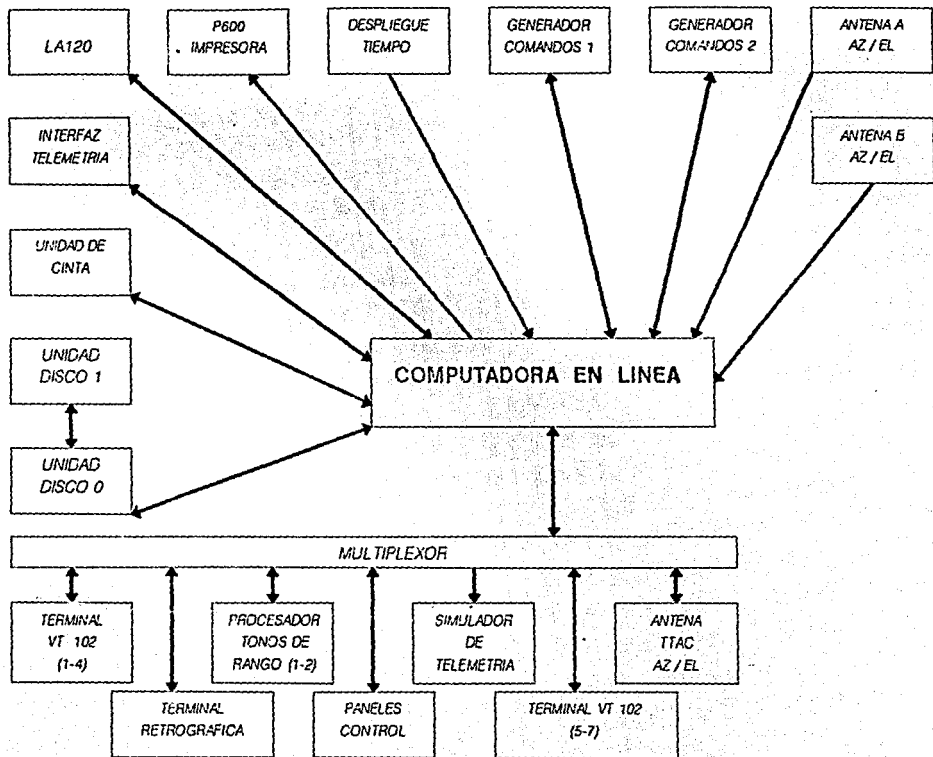 LA120
P600
IMPRESORA
DESPLIEGUE
TIEMPO
GENERADOR
COMANDOS 1
GENERADOR
COMANDOS 2
ANTENA A
AZ / EL
INTERFAZ
TELEMETRIA
ANTENA B
AZ / EL
UNIDAD DE
CINTA
UNIDAD
DISCO 1
COMPUTADORA EN LINEA
UNIDAD
DISCO 0
MULTIPLEXOR
TERMINAL
VT 102
(1-4)
PROCESADOR
TONOS DE
RANGO (1-2)
SIMULADOR
DE
TELEMETRIA
ANTENA
TTAC
AZ / EL
TERMINAL
RETROGRAFICA
PANELES
CONTROL
TERMINAL VT 102
(5-7)